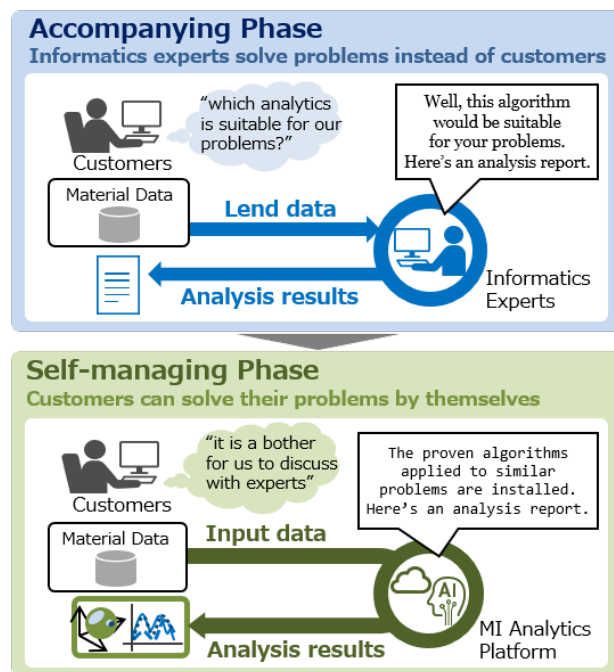 Accompanying Phase
Informatics experts solve problems instead of customers
“which analytics
is suitable for our
problems?”
Well, this algorithm
would be suitable
for your problems.
Here’s an analysis report.
Customers
Material Data
Lend data
Analysis results
Informatics
Experts
Self-managing Phase
Customers can solve their problems by themselves
“it is a bother
for us to discuss
with experts”
The proven algorithms
applied to similar
problems are installed.
Here’s an analysis report.
Customers
Material Data
Input data
AI
Analysis results
MI Analytics
Platform